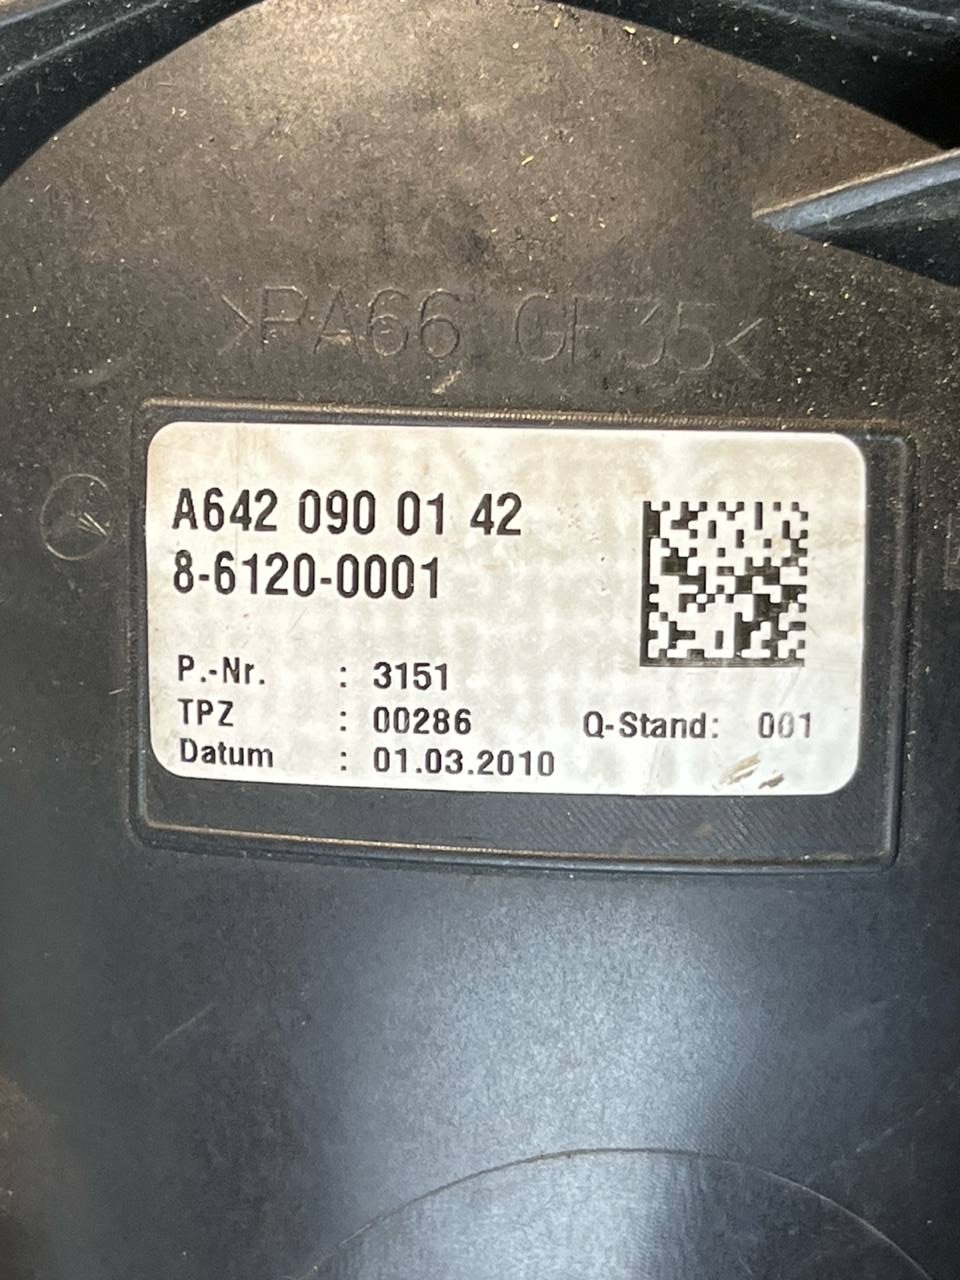 >PA66 GF35<
A642 090 01 42
8-6120-0001
P.-Nr. : 3151
TPZ : 00286 Q-Stand: 001
Datum : 01.03.2010